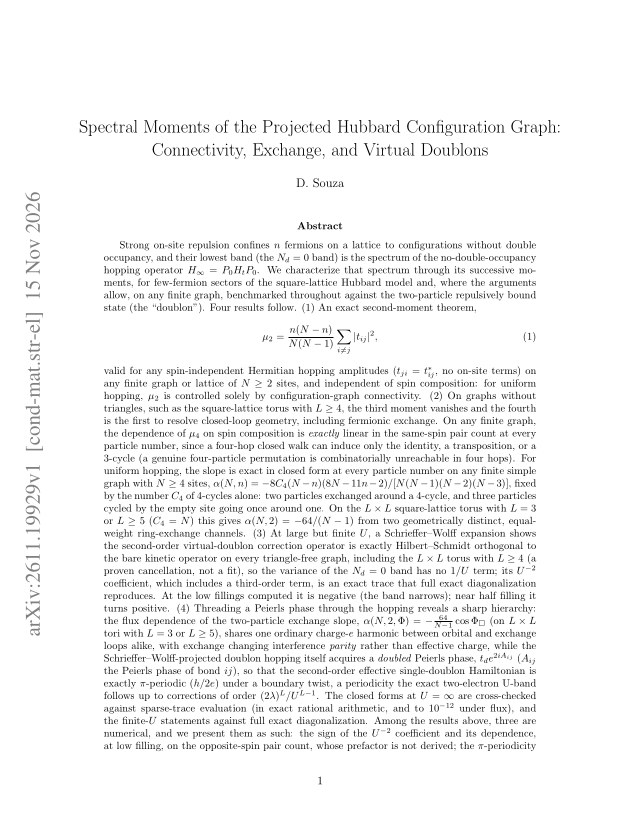 Spectral Moments of the Projected Hubbard Configuration Graph:
Connectivity, Exchange, and Virtual Doublons
D. Souza
Abstract
Strong on-site repulsion confines n fermions on a lattice to configurations without double
occupancy, and their lowest band (the N_d = 0 band) is the spectrum of the no-double-occupancy
hopping operator H_∞ = P_0H_tP_0. We characterize that spectrum through its successive mo-
ments, for few-fermion sectors of the square-lattice Hubbard model and, where the arguments
allow, on any finite graph, benchmarked throughout against the two-particle repulsively bound
state (the “doublon”). Four results follow. (1) An exact second-moment theorem,
μ_2 = n(N − n)/N(N − 1) ∑_{i≠j} |t_{ij}|^2, (1)
valid for any spin-independent Hermitian hopping amplitudes (t_{ji} = t^*_{ij}, no on-site terms) on
any finite graph or lattice of N ≥ 2 sites, and independent of spin composition: for uniform
hopping, μ_2 is controlled solely by configuration-graph connectivity. (2) On graphs without
triangles, such as the square-lattice torus with L ≥ 4, the third moment vanishes and the fourth
is the first to resolve closed-loop geometry, including fermionic exchange. On any finite graph,
the dependence of μ_4 on spin composition is exactly linear in the same-spin pair count at every
particle number, since a four-hop closed walk can induce only the identity, a transposition, or a
3-cycle (a genuine four-particle permutation is combinatorially unreachable in four hops). For
uniform hopping, the slope is exact in closed form at every particle number on any finite simple
graph with N ≥ 4 sites, α(N, n) = −8C_4(N−n)(8N−11n−2)/[N(N−1)(N−2)(N−3)], fixed
by the number C_4 of 4-cycles alone: two particles exchanged around a 4-cycle, and three particles
cycled by the empty site going once around one. On the L × L square-lattice torus with L = 3
or L ≥ 5 (C_4 = N) this gives α(N, 2) = −64/(N − 1) from two geometrically distinct, equal-
weight ring-exchange channels. (3) At large but finite U, a Schrieffer–Wolff expansion shows
the second-order virtual-doublon correction operator is exactly Hilbert–Schmidt orthogonal to
the bare kinetic operator on every triangle-free graph, including the L × L torus with L ≥ 4 (a
proven cancellation, not a fit), so the variance of the N_d = 0 band has no 1/U term; its U^{−2}
coefficient, which includes a third-order term, is an exact trace that full exact diagonalization
reproduces. At the low fillings computed it is negative (the band narrows); near half filling it
turns positive. (4) Threading a Peierls phase through the hopping reveals a sharp hierarchy:
the flux dependence of the two-particle exchange slope, α(N, 2, Φ) = −64/(N−1) cos Φ_□ (on L × L
tori with L = 3 or L ≥ 5), shares one ordinary charge-e harmonic between orbital and exchange
loops alike, with exchange changing interference parity rather than effective charge, while the
Schrieffer–Wolff-projected doublon hopping itself acquires a doubled Peierls phase, t_de^{2iA_{ij}} (A_{ij}
the Peierls phase of bond ij), so that the second-order effective single-doublon Hamiltonian is
exactly π-periodic (h/2e) under a boundary twist, a periodicity the exact two-electron U-band
follows up to corrections of order (2λ)^L/U^{L−1}. The closed forms at U = ∞ are cross-checked
against sparse-trace evaluation (in exact rational arithmetic, and to 10^{−12} under flux), and
the finite-U statements against full exact diagonalization. Among the results above, three are
numerical, and we present them as such: the sign of the U^{−2} coefficient and its dependence,
at low filling, on the opposite-spin pair count, whose prefactor is not derived; the π-periodicity
1
arXiv:2611.19929v1 [cond-mat.str-el] 15 Nov 2026